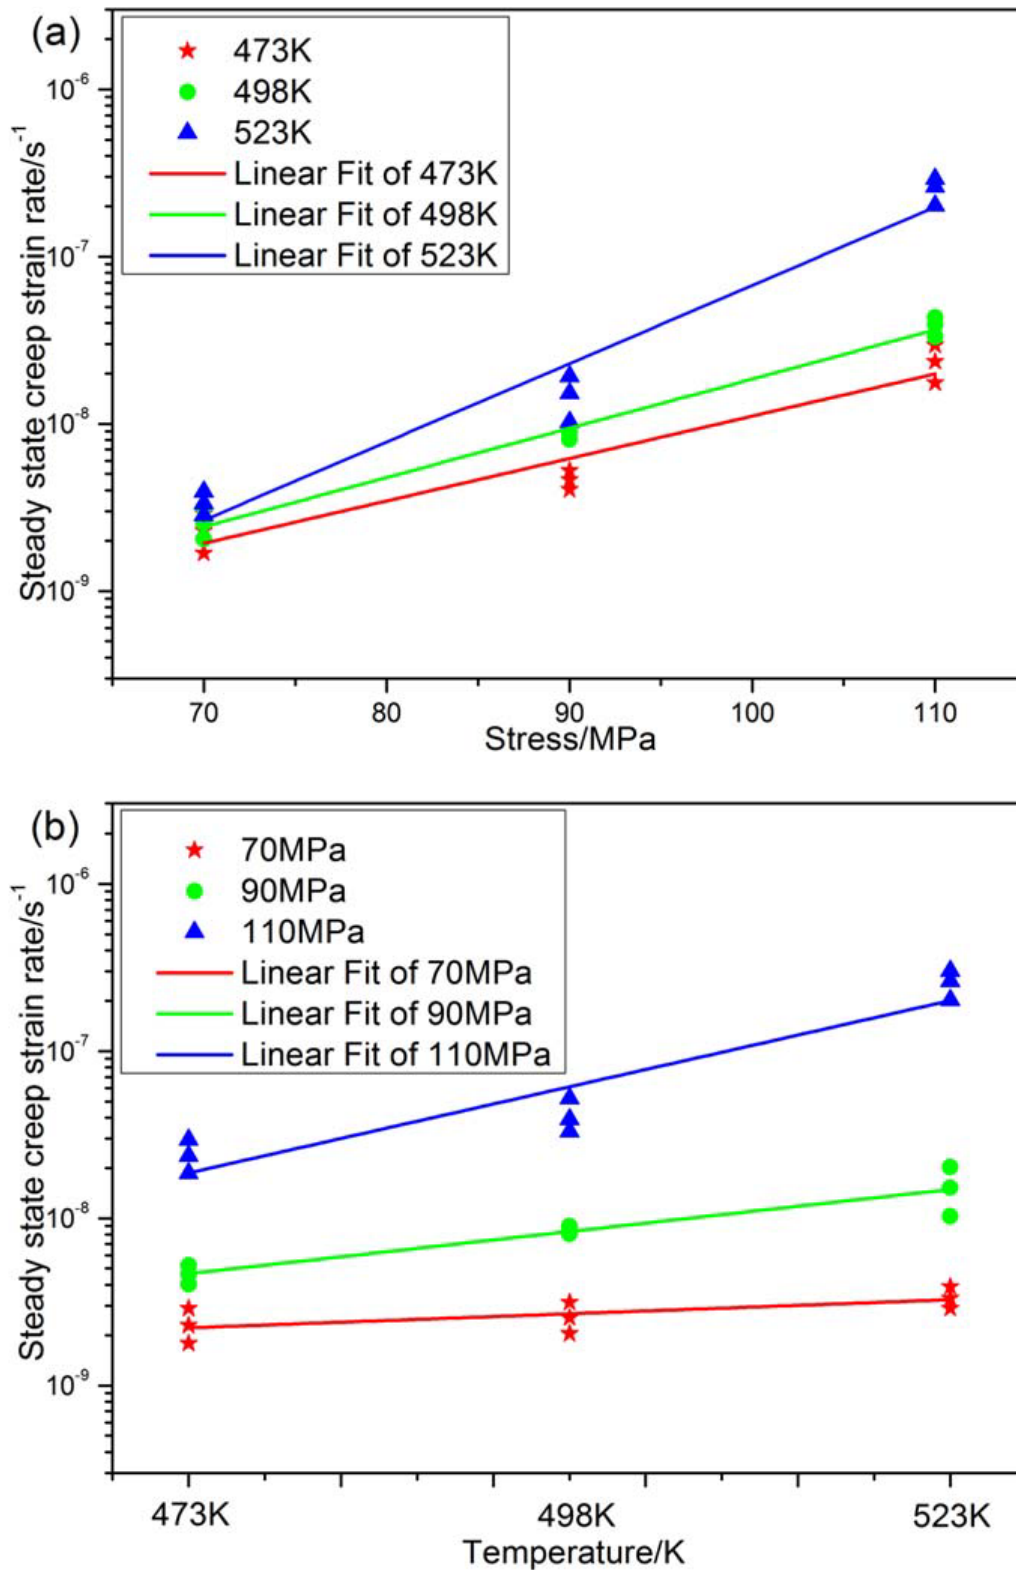 (a)
473K
498K
523K
Linear Fit of 473K
Linear Fit of 498K
Linear Fit of 523K
Steady state creep strain rate/s⁻¹
10⁻⁶
10⁻⁷
10⁻⁸
10⁻⁹
70 80 90 100 110
Stress/MPa
(b)
70MPa
90MPa
110MPa
Linear Fit of 70MPa
Linear Fit of 90MPa
Linear Fit of 110MPa
Steady state creep strain rate/s⁻¹
10⁻⁶
10⁻⁷
10⁻⁸
10⁻⁹
473K 498K 523K
Temperature/K